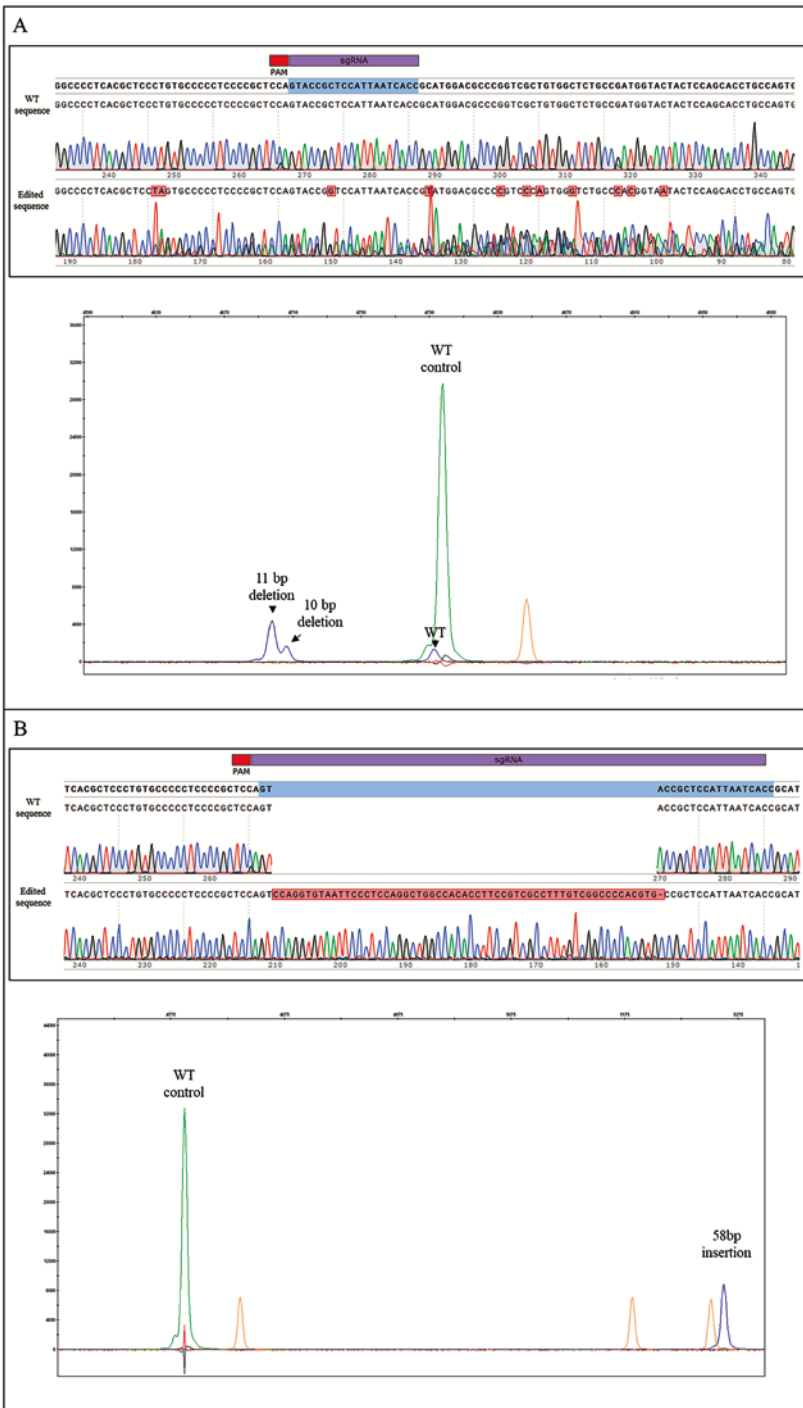 A
sgRNA
PAM
GGCCCCTCACGCTCCCTGTGCCCCCTCCCCGCTCCAGTACCGCTCCATTAATCACCGCATGGACGCCCGGTCGCTGTGGCTCTGCCGATGGTACTACTCCAGCACCTGCCAGTG
WT
sequence
GGCCCCTCACGCTCCCTGTGCCCCCTCCCCGCTCCAGTACCGCTCCATTAATCACCGCATGGACGCCCGGTCGCTGTGGCTCTGCCGATGGTACTACTCCAGCACCTGCCAGTG
240 250 260 270 280 290 300 310 320 330 340
Edited
sequence
GGCCCCTCACGCTCCTAGTGCCCCCTCCCCGCTCCAGTACCGGTCCATTAATCACCGTATGGACGCCCCGTCCCAGTGGGTCTGCCCACGGTAATACTCCAGCACCTGCCAGTG
190 180 170 160 150 140 130 120 110 100 90 80
WT
control
11 bp
deletion
10 bp
deletion
WT
B
sgRNA
PAM
TCACGCTCCCTGTGCCCCCTCCCCGCTCCAGT ACCGCTCCATTAATCACCGCAT
WT
sequence
TCACGCTCCCTGTGCCCCCTCCCCGCTCCAGT ACCGCTCCATTAATCACCGCAT
240 250 260 270 280 290
Edited
sequence
TCACGCTCCCTGTGCCCCCTCCCCGCTCCAGTCCAGGTGTAATTCCCTCCAGGCTGGCCACACCTTCCGTCGCCTTTGTCGGCCCCACGTG-CCGCTCCATTAATCACCGCAT
240 230 220 210 200 190 180 170 160 150 140 1
WT
control
58bp
insertion